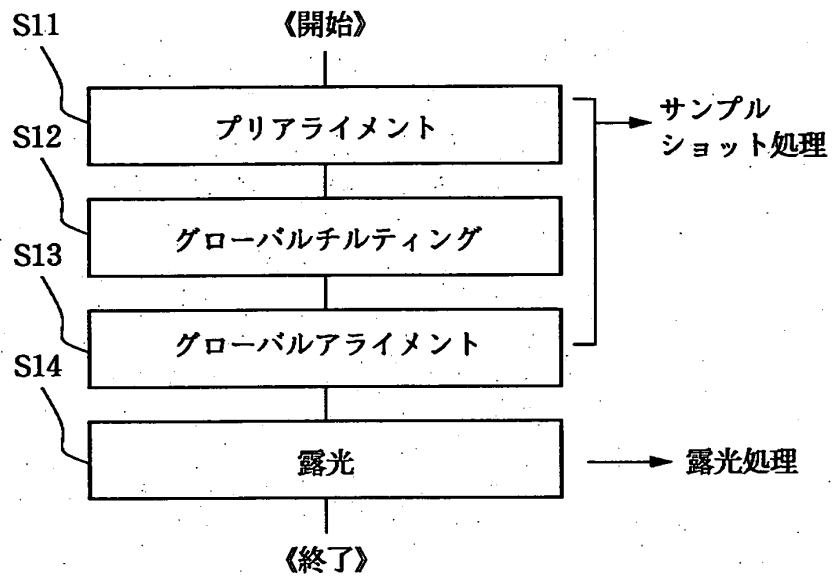 《開始》
S11
プリアライメント
サンプル
ショット処理
S12
グローバルチルティング
S13
グローバルアライメント
S14
露光
露光処理
《終了》